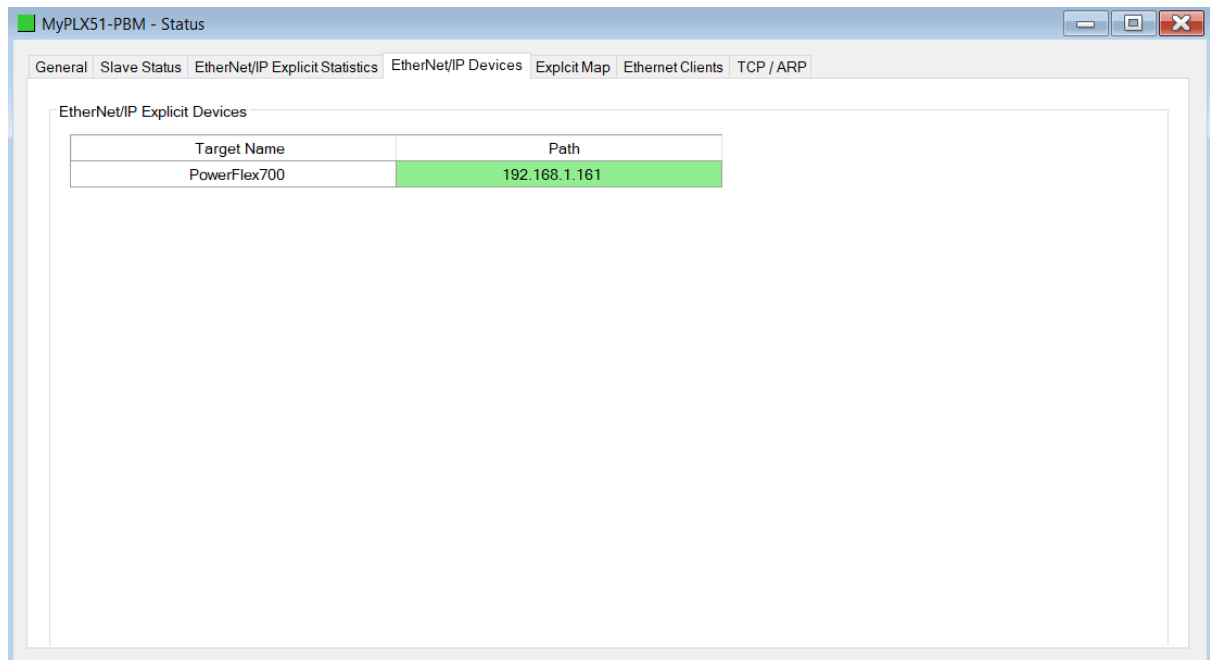 MyPLX51-PBM - Status
General Slave Status EtherNet/IP Explicit Statistics EtherNet/IP Devices Explcit Map Ethernet Clients TCP / ARP
EtherNet/IP Explicit Devices
Target Name Path
PowerFlex700 192.168.1.161